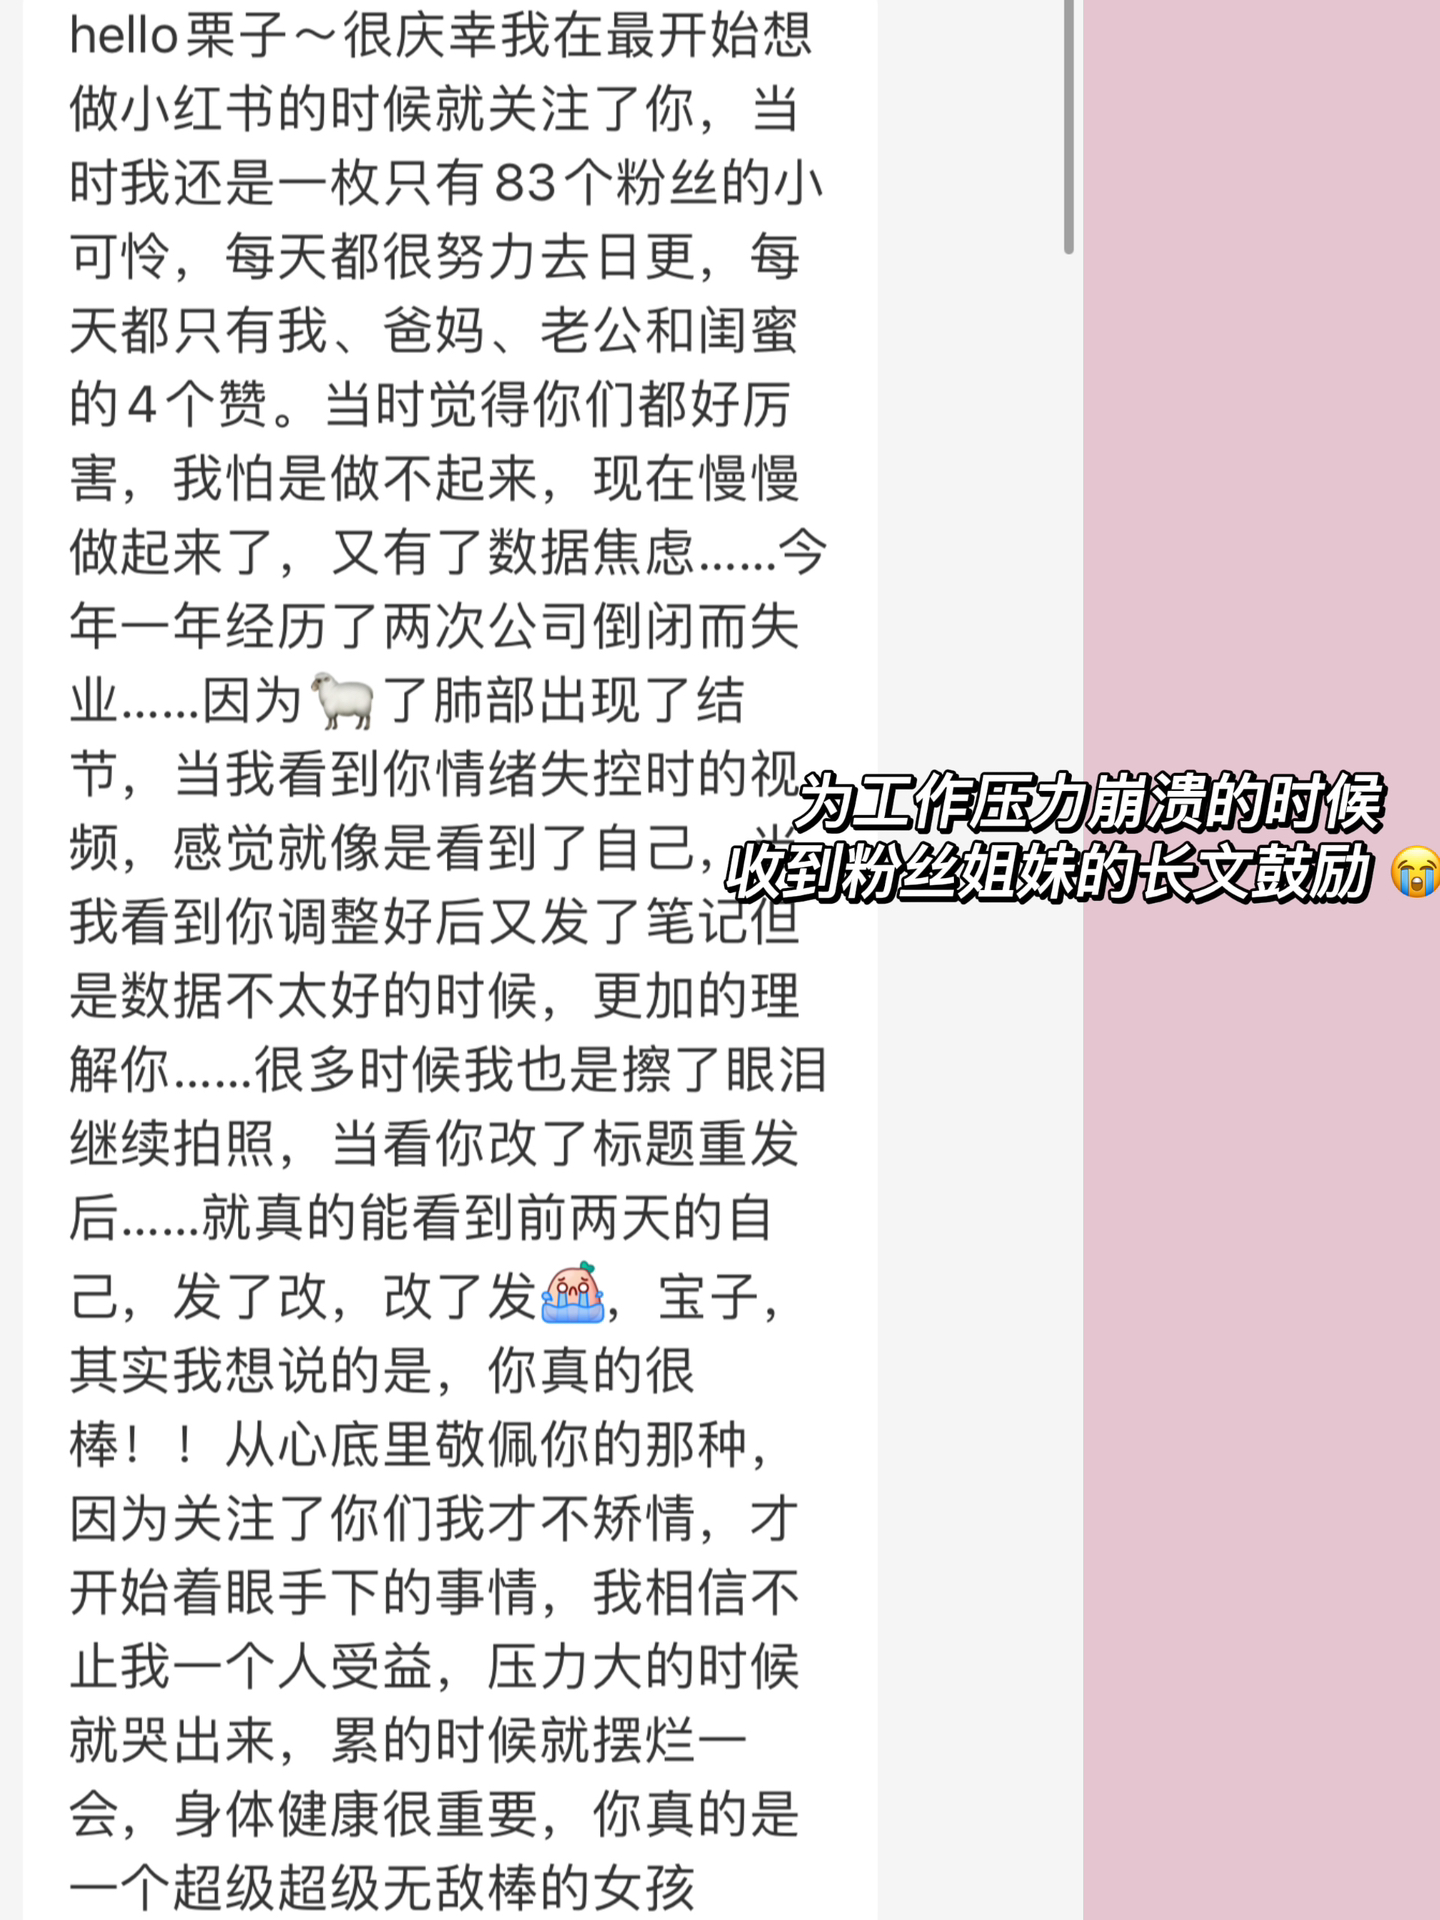 hello栗子～很庆幸我在最开始想
做小红书的时候就关注了你，当
时我还是一枚只有83个粉丝的小
可怜，每天都很努力去日更，每
天都只有我、爸妈、老公和闺蜜
的4个赞。当时觉得你们都好厉
害，我怕是做不起来，现在慢慢
做起来了，又有了数据焦虑……今
年一年经历了两次公司倒闭而失
业……因为🐑了肺部出现了结
节，当我看到你情绪失控时的视
频，感觉就像是看到了自己，当
我看到你调整好后又发了笔记但
是数据不太好的时候，更加的理
解你……很多时候我也是擦了眼泪
继续拍照，当看你改了标题重发
后……就真的能看到前两天的自
己，发了改，改了发，宝子，
其实我想说的是，你真的很
棒！！从心底里敬佩你的那种，
因为关注了你们我才不矫情，才
开始着眼手下的事情，我相信不
止我一个人受益，压力大的时候
就哭出来，累的时候就摆烂一
会，身体健康很重要，你真的是
一个超级超级无敌棒的女孩
为工作压力崩溃的时候
收到粉丝姐妹的长文鼓励😭